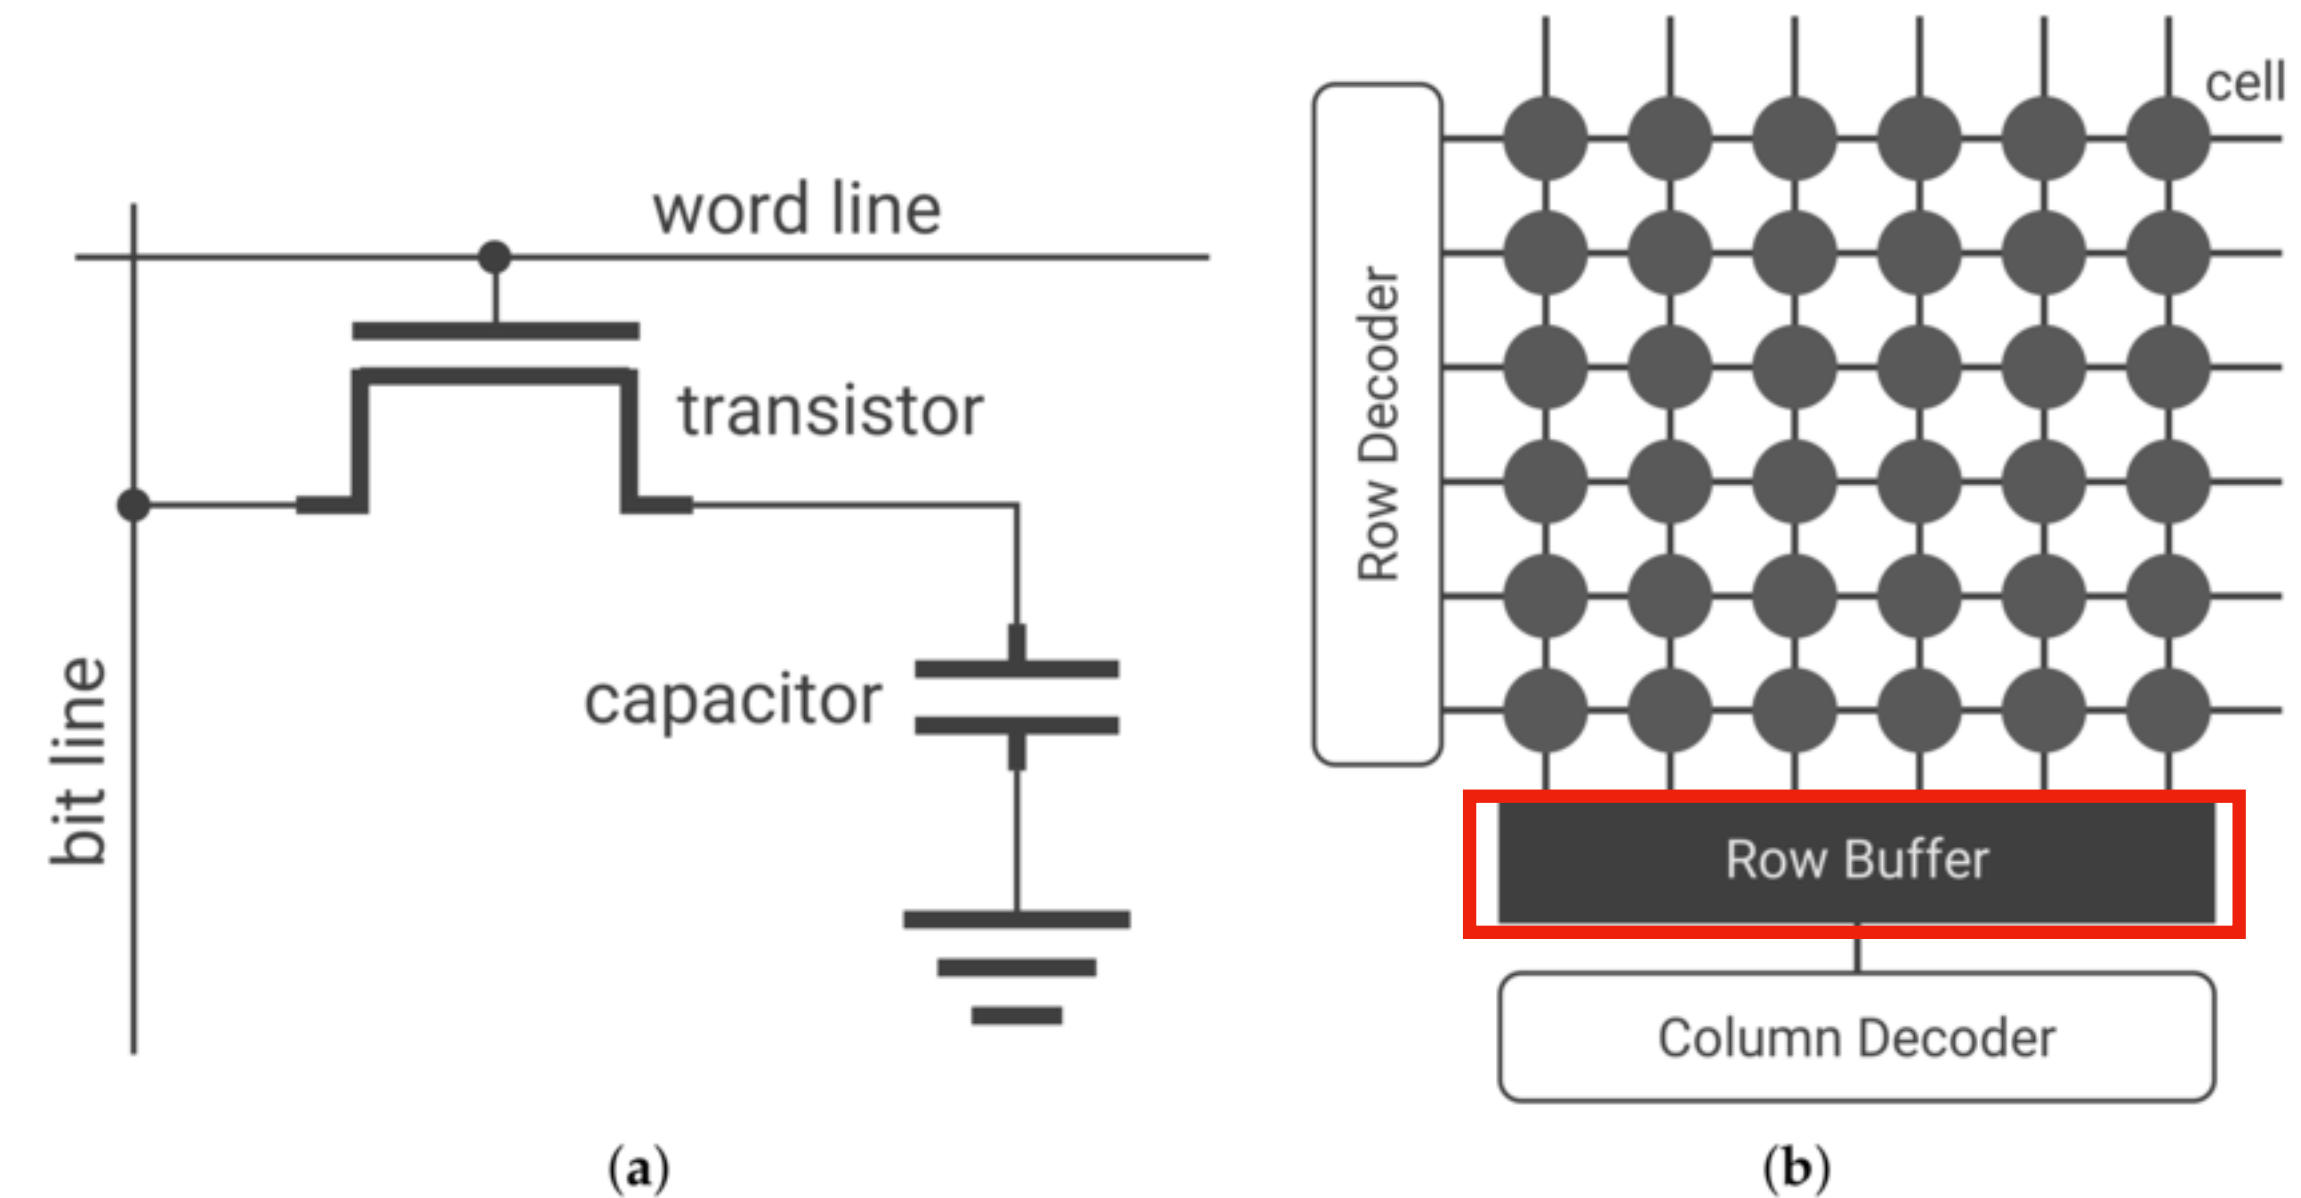 word line
transistor
capacitor
bit line
(a)
cell
Row Decoder
Row Buffer
Column Decoder
(b)